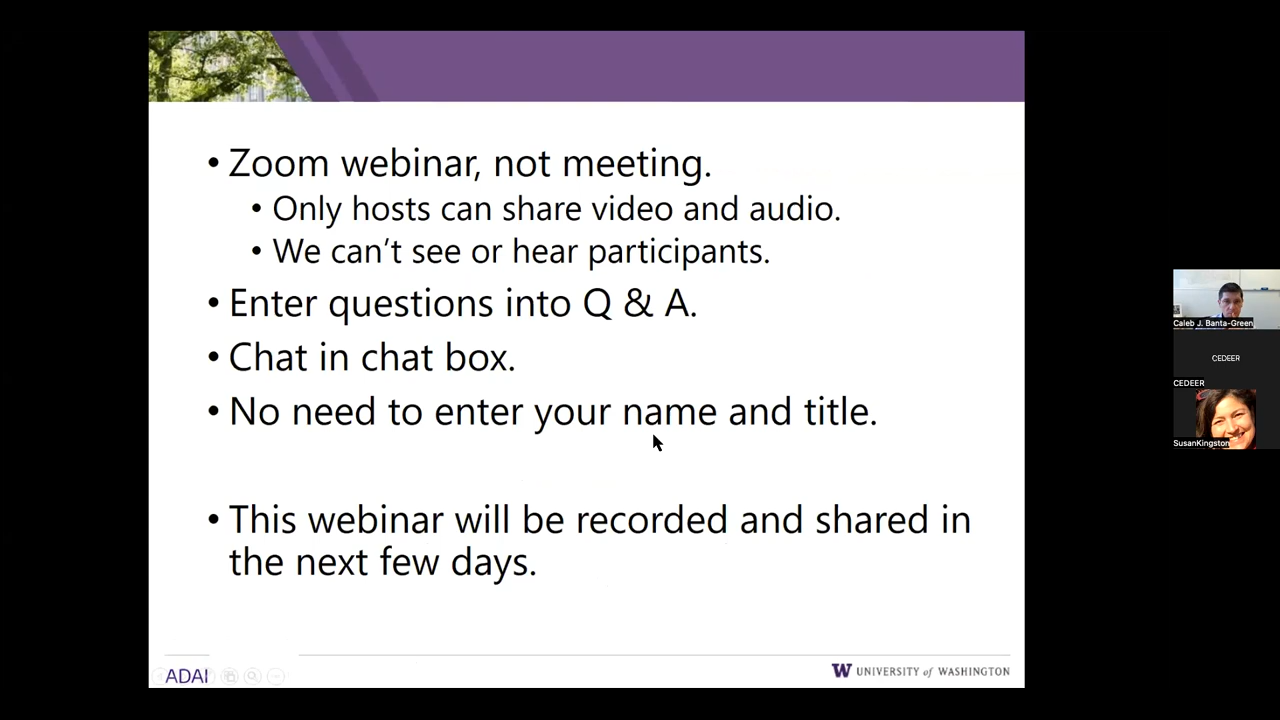 • Zoom webinar, not meeting.
• Only hosts can share video and audio.
• We can't see or hear participants.
• Enter questions into Q & A.
• Chat in chat box.
• No need to enter your name and title.
• This webinar will be recorded and shared in
the next few days.
ADAI
W UNIVERSITY of WASHINGTON
Caleb J. Banta-Green
CEDEER
CEDEER
SusanKingston